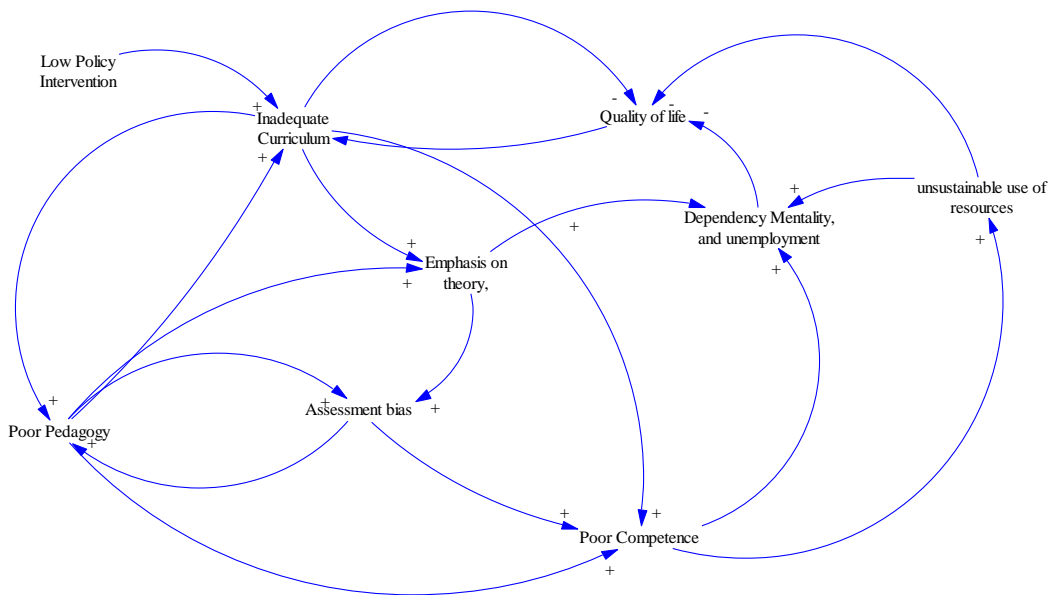 Low Policy
Intervention
+
Inadequate
Curriculum
+
-
-
-
Quality of life
+
unsustainable use of
resources
+
Dependency Mentality,
and unemployment
+
+
+
Emphasis on
theory,
+
+
+
Poor Pedagogy
+
+
Assessment bias
+
+
+
Poor Competence
+